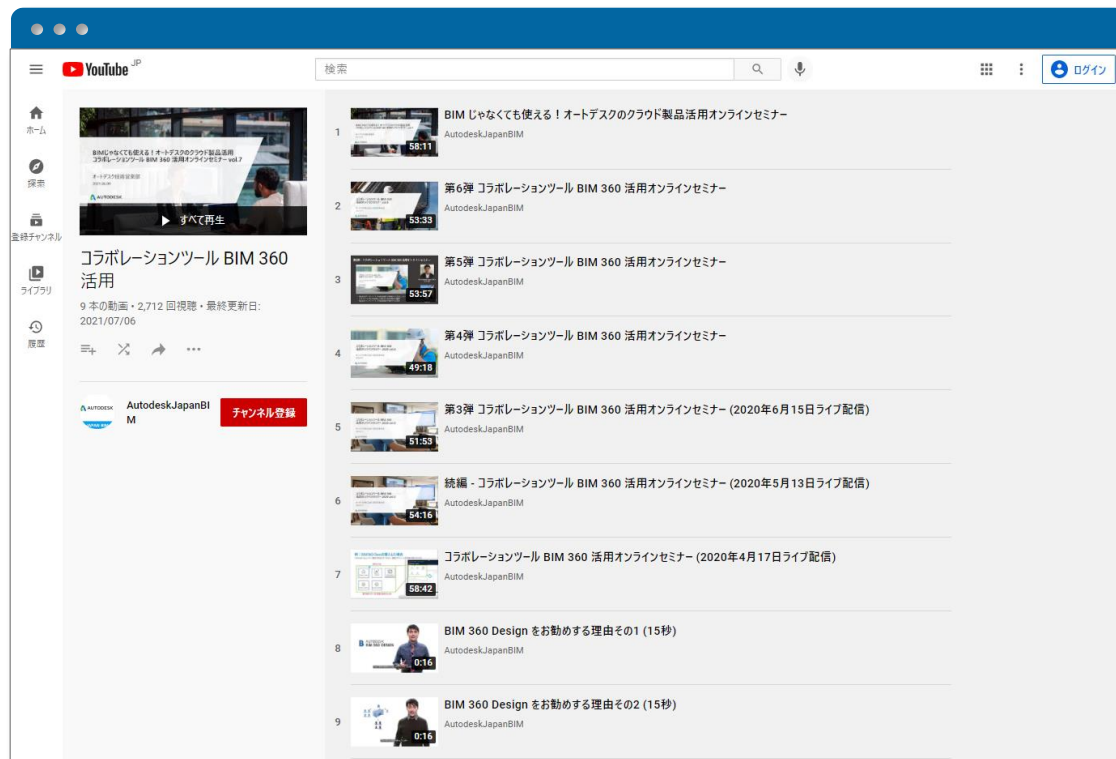 YouTube JP
検索
ログイン
ホーム
探索
登録チャンネル
ライブラリ
履歴
BIMじゃなくても使える！オートデスクのクラウド製品活用
コラボレーションツール BIM 360 活用オンラインセミナー vol.7
AUTODESK
すべて再生
コラボレーションツール BIM 360
活用
9 本の動画・2,712 回視聴・最終更新日:
2021/07/06
AUTODESK
AutodeskJapanBI
M
チャンネル登録
1
58:11
BIM じゃなくても使える！オートデスクのクラウド製品活用オンラインセミナー
AutodeskJapanBIM
2
53:33
第6弾 コラボレーションツール BIM 360 活用オンラインセミナー
AutodeskJapanBIM
3
53:57
第5弾 コラボレーションツール BIM 360 活用オンラインセミナー
AutodeskJapanBIM
4
49:18
第4弾 コラボレーションツール BIM 360 活用オンラインセミナー
AutodeskJapanBIM
5
51:53
第3弾 コラボレーションツール BIM 360 活用オンラインセミナー (2020年6月15日ライブ配信)
AutodeskJapanBIM
6
54:16
続編 - コラボレーションツール BIM 360 活用オンラインセミナー (2020年5月13日ライブ配信)
AutodeskJapanBIM
7
58:42
コラボレーションツール BIM 360 活用オンラインセミナー (2020年4月17日ライブ配信)
AutodeskJapanBIM
8
0:16
BIM 360 Design をお勧めする理由その1 (15秒)
AutodeskJapanBIM
9
0:16
BIM 360 Design をお勧めする理由その2 (15秒)
AutodeskJapanBIM